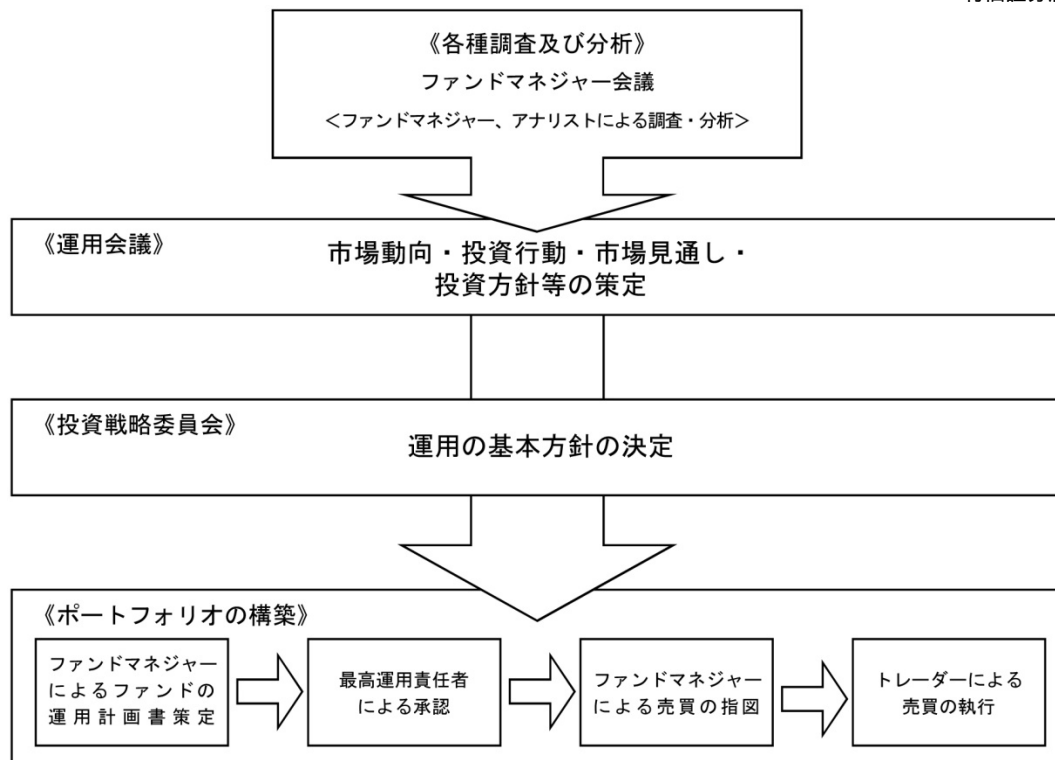 《各種調査及び分析》
ファンドマネジャー会議
<ファンドマネジャー、アナリストによる調査・分析>
《運用会議》
市場動向・投資行動・市場見通し・
投資方針等の策定
《投資戦略委員会》
運用の基本方針の決定
《ポートフォリオの構築》
ファンドマネジャー
によるファンドの
運用計画書策定
最高運用責任者
による承認
ファンドマネジャー
による売買の指図
トレーダーによる
売買の執行